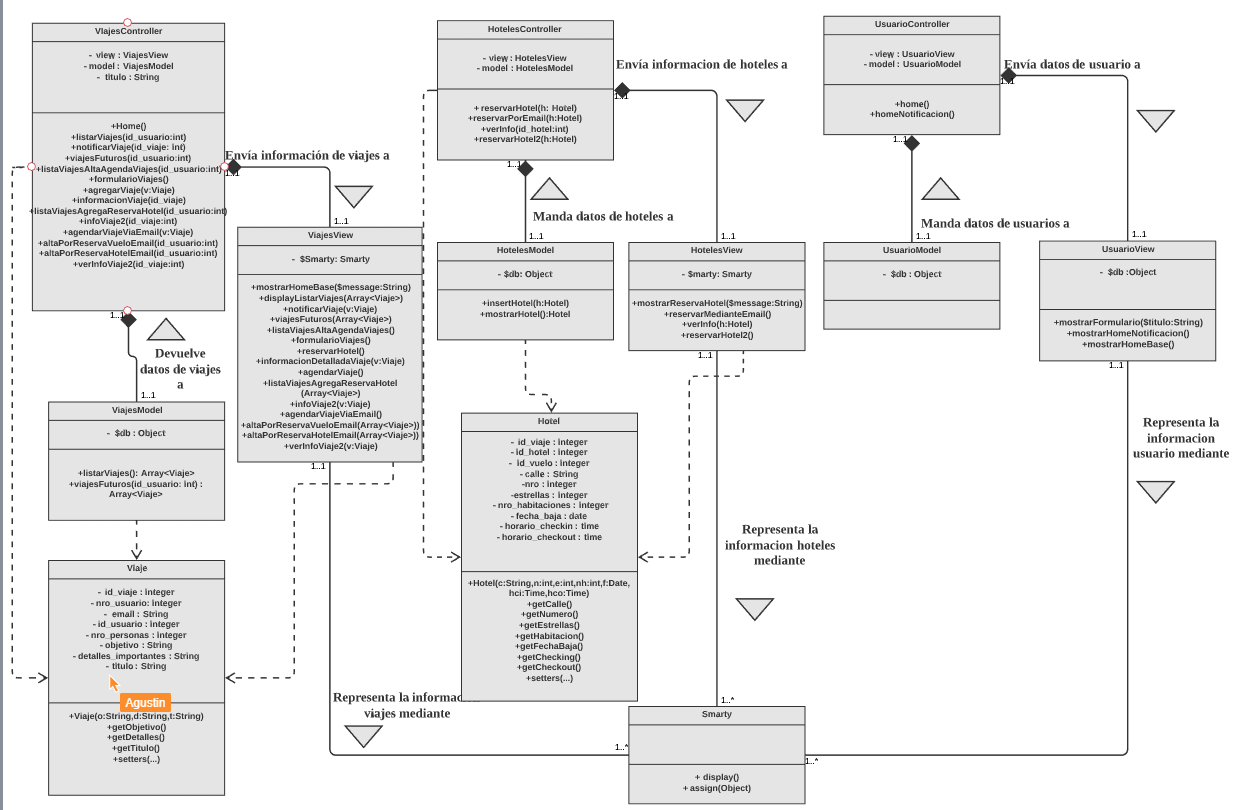 ViajesController
- view : ViajesView
- model : ViajesModel
- titulo : String
+Home()
+listarViajes(id_usuario:int)
+notificarViaje(id_viaje: int)
+viajesFuturos(id_usuario:int)
+listaViajesAltaAgendaViajes(id_usuario:int)
+formularioViajes()
+agregarViaje(v:Viaje)
+informacionViaje(id_viaje)
+listaViajesAgregaReservaHotel(id_usuario:int)
+infoViaje2(id_viaje:int)
+agendarViajeViaEmail(v:Viaje)
+altaPorReservaVueloEmail(id_usuario:int)
+altaPorReservaHotelEmail(id_usuario:int)
+verInfoViaje2(id_viaje:int)
1..1
Envía información de viajes a
1..1
1..1
Devuelve
datos de viajes
a
1..1
ViajesModel
- $db : Object
+listarViajes(): Array<Viaje>
+viajesFuturos(id_usuario: int) :
Array<Viaje>
Viaje
- id_viaje : integer
- nro_usuario: integer
- email : String
- id_usuario : integer
- nro_personas : integer
- objetivo : String
- detalles_importantes : String
- titulo : String
Agustin
+Viaje(o:String,d:String,t:String)
+getObjetivo()
+getDetalles()
+getTitulo()
+setters(...)
ViajesView
- $Smarty: Smarty
+mostrarHomeBase($message:String)
+displayListarViajes(Array<Viaje>)
+notificarViaje(v:Viaje)
+viajesFuturos(Array<Viaje>)
+listaViajesAltaAgendaViajes()
+formularioViajes()
+reservarHotel()
+informacionDetalladaViaje(v:Viaje)
+agendarViaje()
+listaViajesAgregaReservaHotel
(Array<Viaje>)
+infoViaje2(v:Viaje)
+agendarViajeViaEmail()
+altaPorReservaVueloEmail(Array<Viaje>))
+altaPorReservaHotelEmail(Array<Viaje>))
+verInfoViaje2(v:Viaje)
1..1
Representa la informac
viajes mediante
1..*
HotelesController
- view : HotelesView
- model : HotelesModel
+ reservarHotel(h: Hotel)
+reservarPorEmail(h:Hotel)
+verInfo(id_hotel:int)
+reservarHotel2(h:Hotel)
Envía informacion de hoteles a
1..1
1..1
Manda datos de hoteles a
1..1
1..1
HotelesModel
- $db: Object
+insertHotel(h:Hotel)
+mostrarHotel():Hotel
HotelesView
- $smarty: Smarty
+mostrarReservaHotel($message:String)
+reservarMedianteEmail()
+verInfo(h:Hotel)
+reservarHotel2()
1..1
Hotel
- id_viaje : integer
- id_hotel : integer
- id_vuelo : integer
- calle : String
-nro : integer
-estrellas : integer
- nro_habitaciones : integer
- fecha_baja : date
- horario_checkin : time
- horario_checkout : time
+Hotel(c:String,n:int,e:int,nh:int,f:Date,
hci:Time,hco:Time)
+getCalle()
+getNumero()
+getEstrellas()
+getHabitacion()
+getFechaBaja()
+getChecking()
+getCheckout()
+setters(...)
Representa la
informacion hoteles
mediante
1..*
Smarty
+ display()
+ assign(Object)
1..*
UsuarioController
- view : UsuarioView
- model : UsuarioModel
+home()
+homeNotificacion()
Envía datos de usuario a
1..1
1..1
Manda datos de usuarios a
1..1
1..1
UsuarioModel
- $db : Object
UsuarioView
- $db :Object
+mostrarFormulario($titulo:String)
+mostrarHomeNotificacion()
+mostrarHomeBase()
1..1
Representa la
informacion
usuario mediante